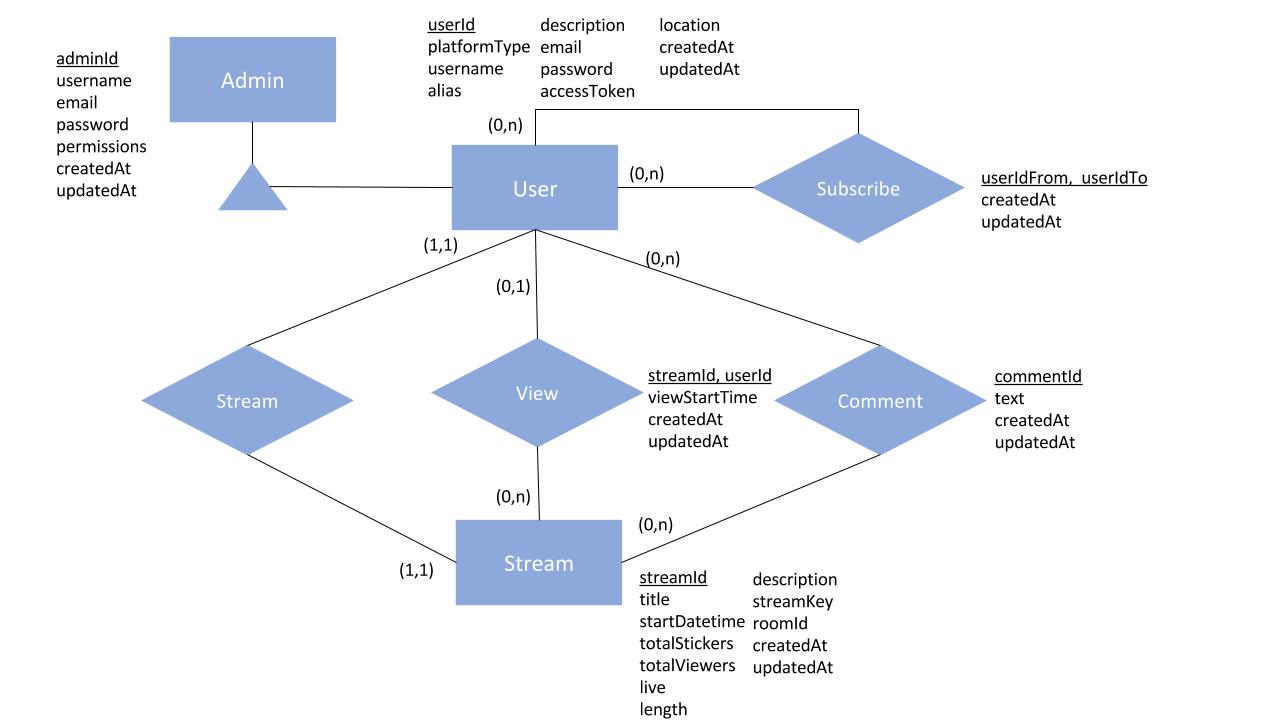 userId
platformType
username
alias
description
email
password
accessToken
location
createdAt
updatedAt
adminId
username
email
password
permissions
createdAt
updatedAt
Admin
(0,n)
User
(0,n)
Subscribe
userIdFrom, userIdTo
createdAt
updatedAt
(1,1)
(0,1)
(0,n)
Stream
View
streamId, userId
viewStartTime
createdAt
updatedAt
Comment
commentId
text
createdAt
updatedAt
(0,n)
(0,n)
(1,1)
Stream
streamId
title
startDatetime
totalStickers
totalViewers
live
length
description
streamKey
roomId
createdAt
updatedAt